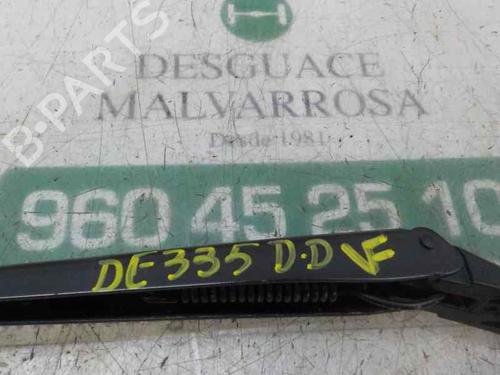 B-PARTS
DESGUACE
MALVARROSA
Desde 1981
960 45 25 10
DE335 D.D VF